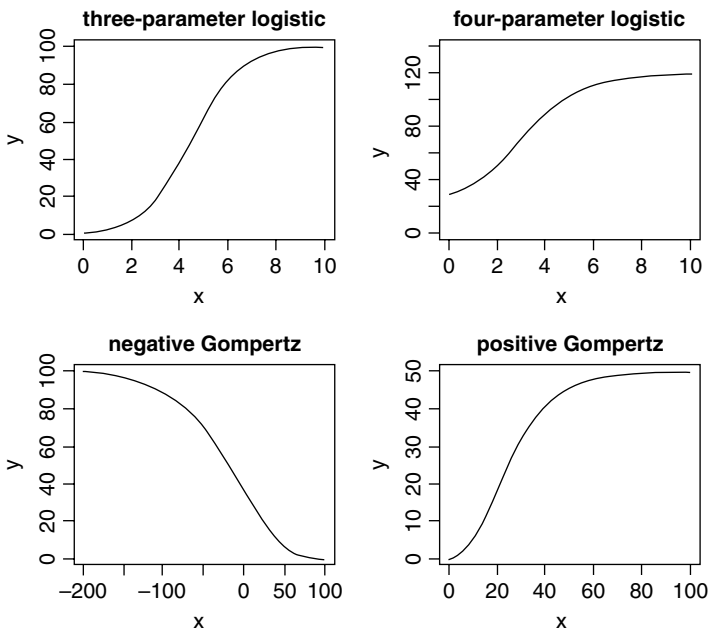 three-parameter logistic
y
0 20 40 60 80 100
0 2 4 6 8 10
x
four-parameter logistic
y
0 40 80 120
0 2 4 6 8 10
x
negative Gompertz
y
0 20 40 60 80 100
–200 –100 0 50 100
x
positive Gompertz
y
0 10 20 30 40 50
0 20 40 60 80 100
x